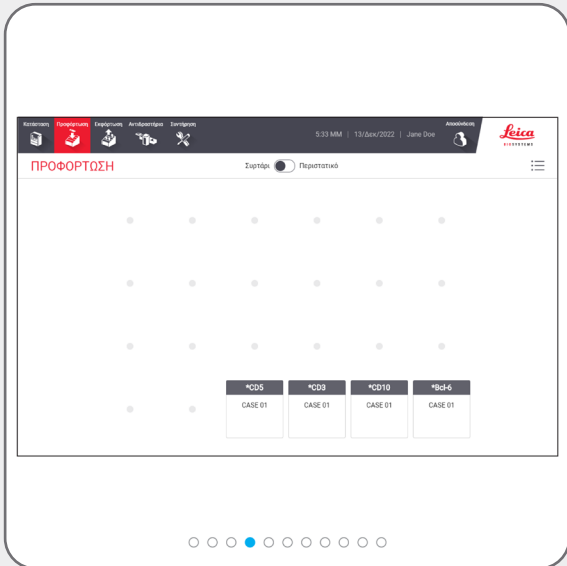 Κατάσταση Προφόρτωση Εκφόρτωση Αντιδραστήρια Συντήρηση
5:33 ΜΜ | 13/Δεκ/2022 | Jane Doe
Αποσύνδεση
Leica
BIOSYSTEMS
ΠΡΟΦΟΡΤΩΣΗ
Συρτάρι Περιστατικό
*CD5 *CD3 *CD10 *Bcl-6
CASE 01 CASE 01 CASE 01 CASE 01